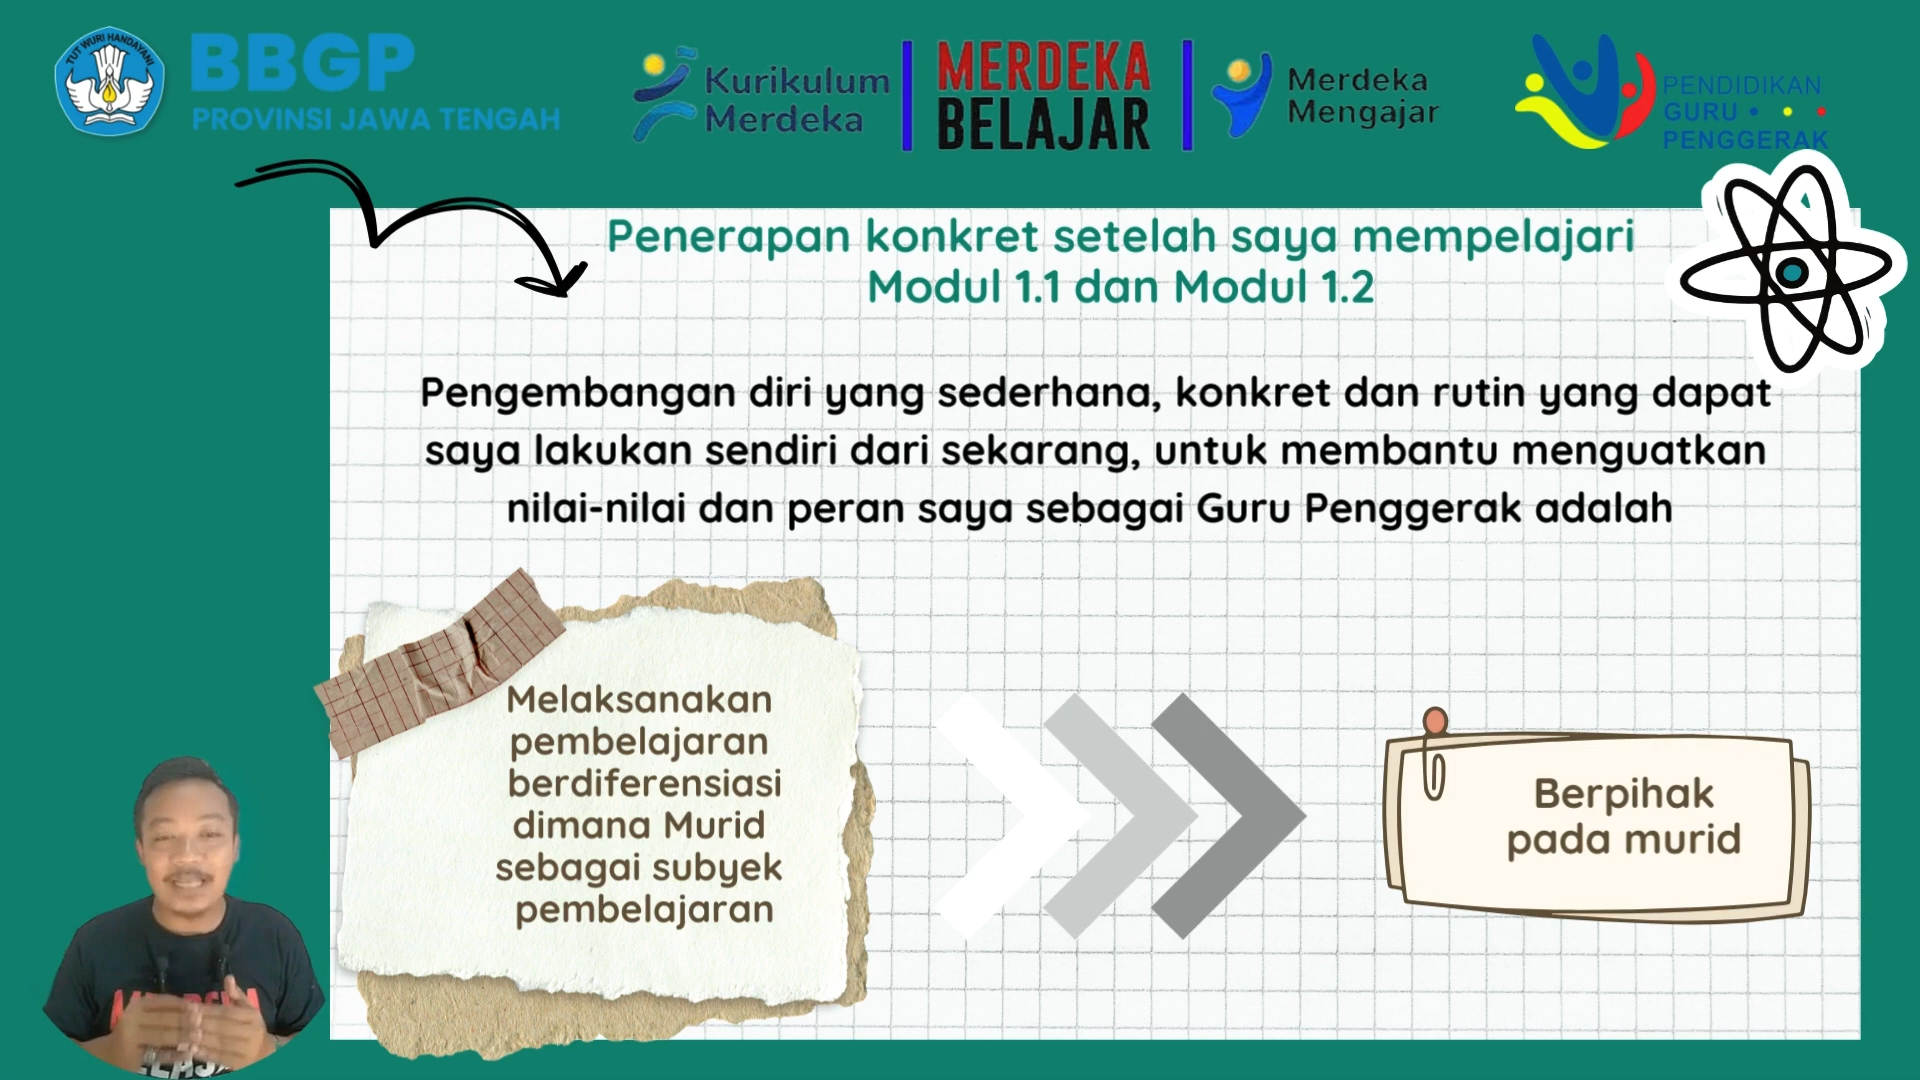 TUT WURI HANDAYANI
BBGP
PROVINSI JAWA TENGAH
Kurikulum
Merdeka
MERDEKA
BELAJAR
Merdeka
Mengajar
PENDIDIKAN
GURU
PENGGERAK
Penerapan konkret setelah saya mempelajari
Modul 1.1 dan Modul 1.2
Pengembangan diri yang sederhana, konkret dan rutin yang dapat
saya lakukan sendiri dari sekarang, untuk membantu menguatkan
nilai-nilai dan peran saya sebagai Guru Penggerak adalah
Melaksanakan
pembelajaran
berdiferensiasi
dimana Murid
sebagai subyek
pembelajaran
Berpihak
pada murid